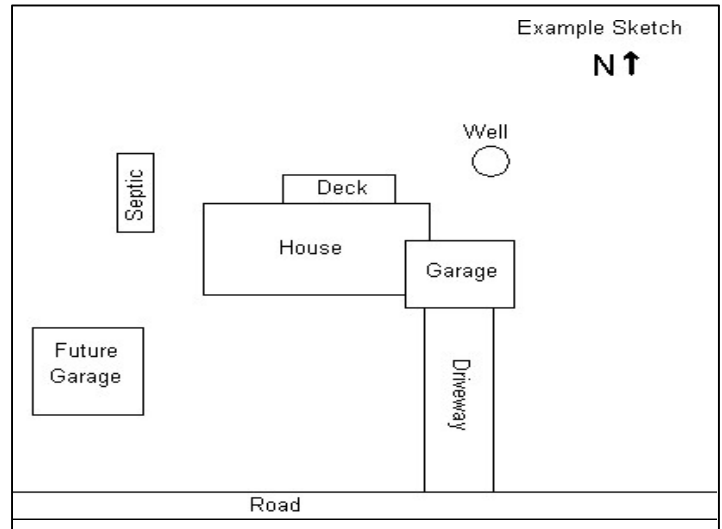 Example Sketch
N↑
Well
Septic
Deck
House
Garage
Future
Garage
Driveway
Road